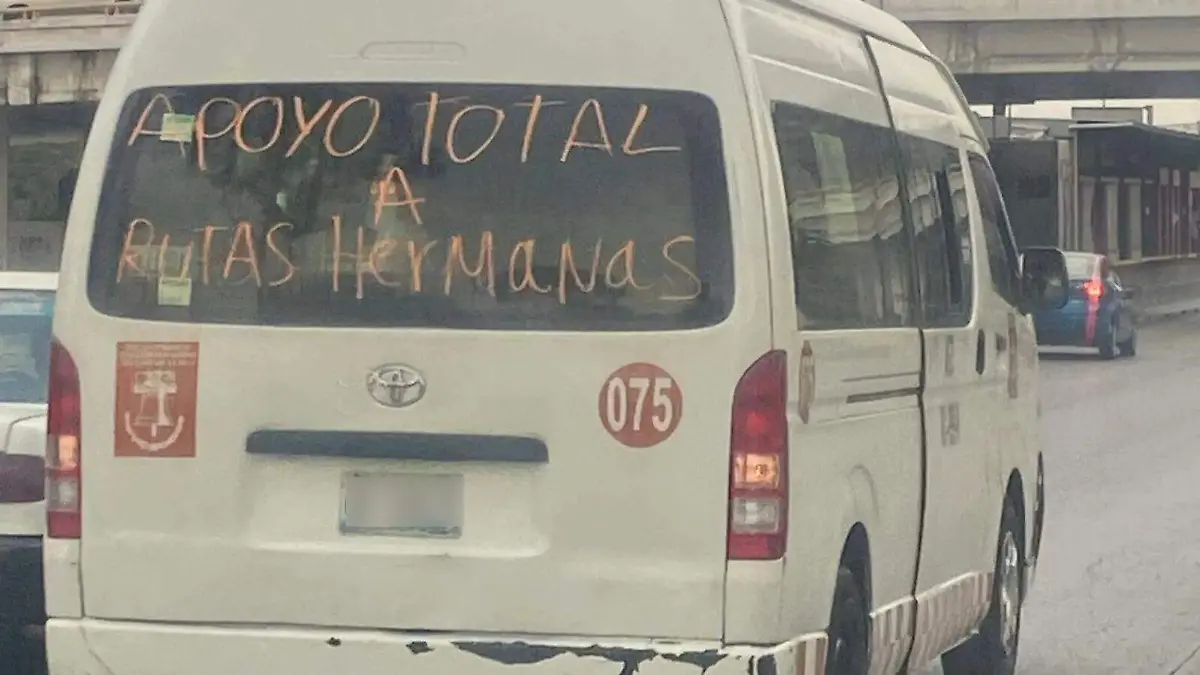 APOYO TOTAL
A
RUTAS HerMaNas
075